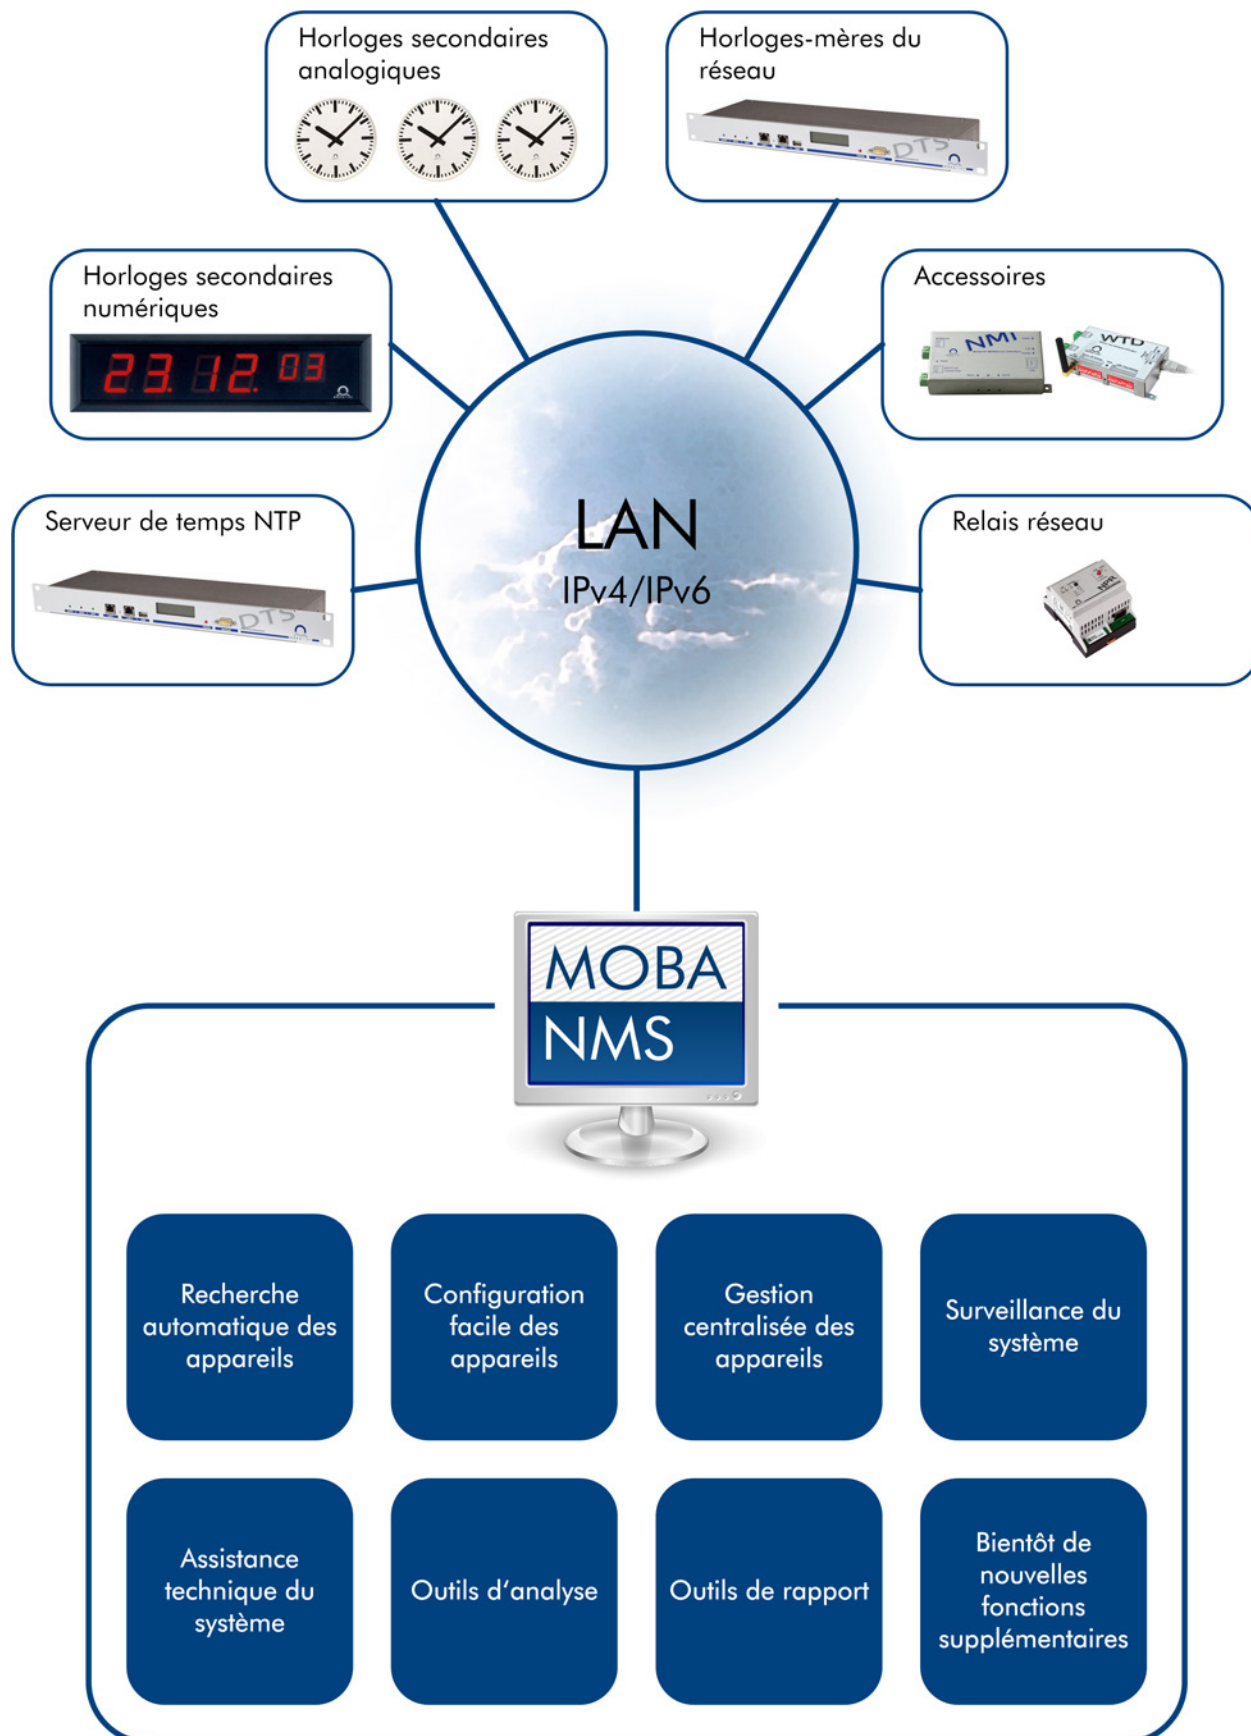 Horloges secondaires
analogiques
Horloges-mères du
réseau
DTS
Horloges secondaires
numériques
23.12.03
Accessoires
NMI
WTD
Serveur de temps NTP
DTS
LAN
IPv4/IPv6
Relais réseau
NPR
MOBA
NMS
Recherche
automatique des
appareils
Configuration
facile des
appareils
Gestion
centralisée des
appareils
Surveillance du
système
Assistance
technique du
système
Outils d‘analyse
Outils de rapport
Bientôt de
nouvelles
fonctions
supplémentaires